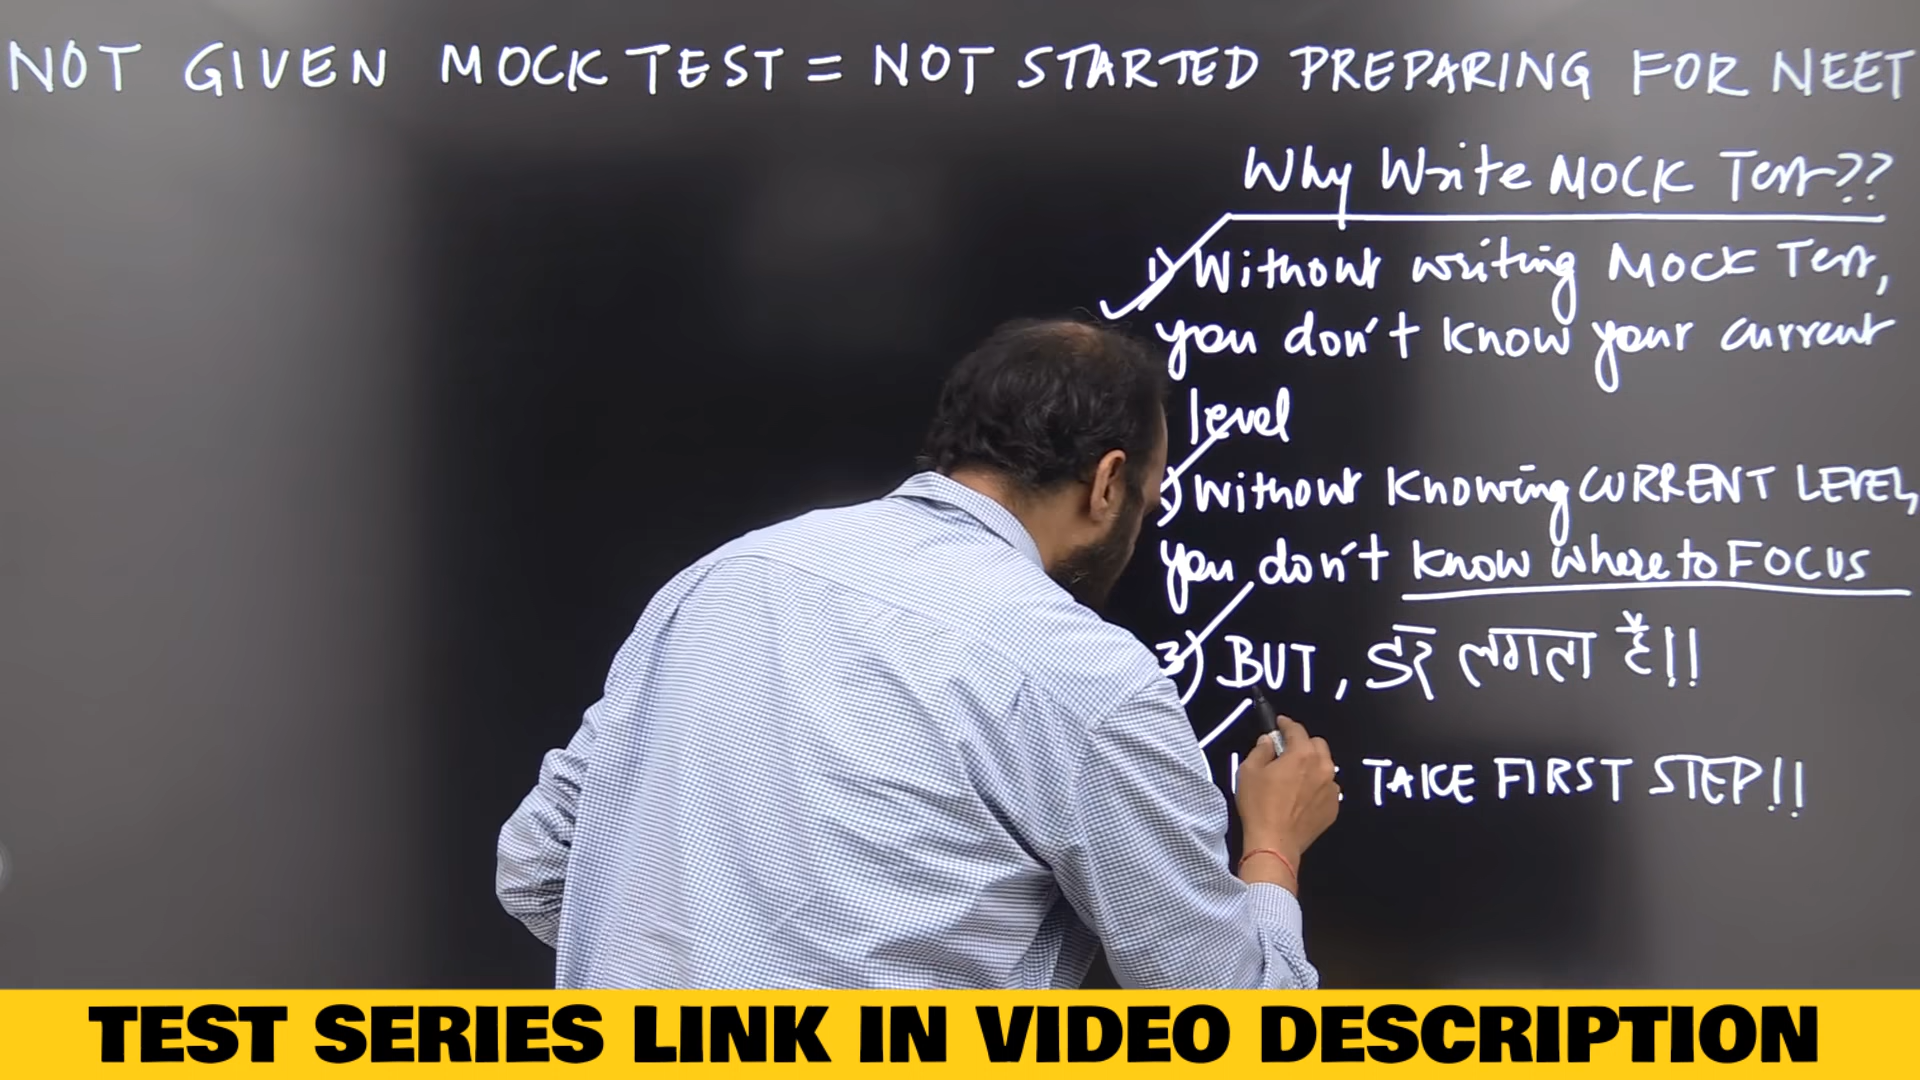 NOT GIVEN MOCK TEST = NOT STARTED PREPARING FOR NEET
Why Write MOCK Test??
1) Without writing MOCK Test,
you don't know your current
level
) Without knowing CURRENT LEVEL,
you don't know where to FOCUS
3) BUT, डर लगता है!!
TAKE FIRST STEP!!
TEST SERIES LINK IN VIDEO DESCRIPTION